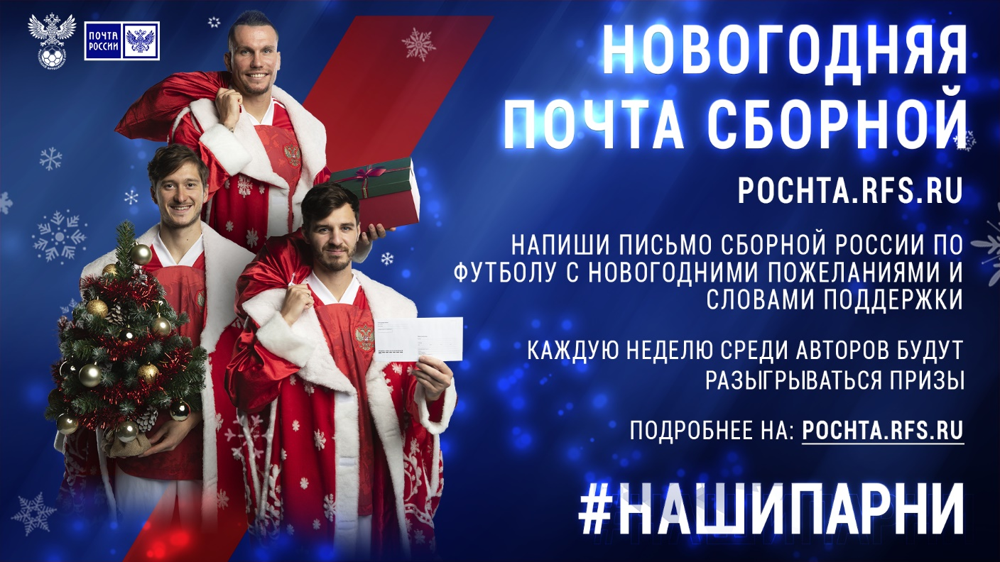 ПОЧТА
РОССИИ
НОВОГОДНЯЯ
ПОЧТА СБОРНОЙ
POCHTA.RFS.RU
НАПИШИ ПИСЬМО СБОРНОЙ РОССИИ ПО
ФУТБОЛУ С НОВОГОДНИМИ ПОЖЕЛАНИЯМИ И
СЛОВАМИ ПОДДЕРЖКИ
КАЖДУЮ НЕДЕЛЮ СРЕДИ АВТОРОВ БУДУТ
РАЗЫГРЫВАТЬСЯ ПРИЗЫ
ПОДРОБНЕЕ НА: POCHTA.RFS.RU
#НАШИПАРНИ